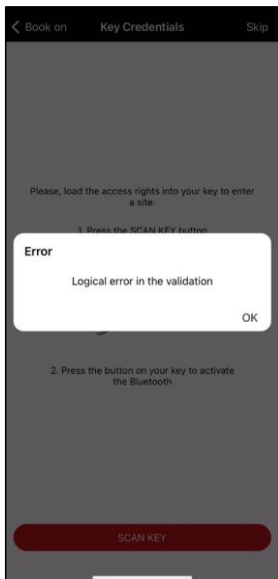 Book on
Key Credentials
Skip
Please, load the access rights into your key to enter
a site:
1. Press the SCAN KEY button
Error
Logical error in the validation
OK
2. Press the button on your key to activate
the Bluetooth
SCAN KEY